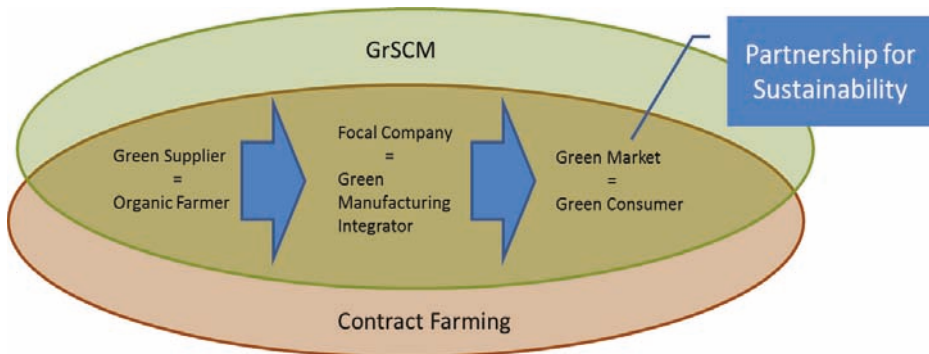 GrSCM
Partnership for
Sustainability
Green Supplier
=
Organic Farmer
Focal Company
=
Green
Manufacturing
Integrator
Green Market
=
Green Consumer
Contract Farming